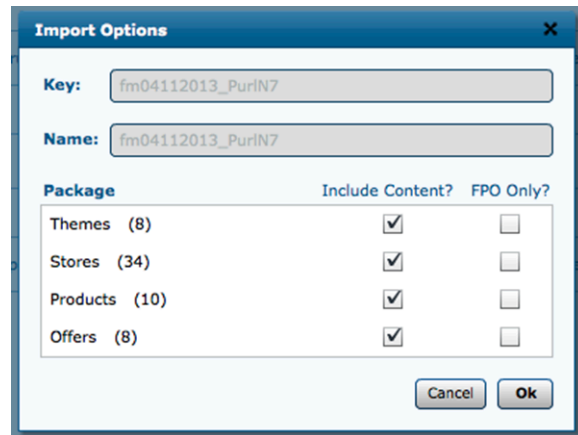 Import Options
Key: fm04112013_PurlN7
Name: fm04112013_PurlN7
Package Include Content? FPO Only?
Themes (8)
Stores (34)
Products (10)
Offers (8)
Cancel Ok